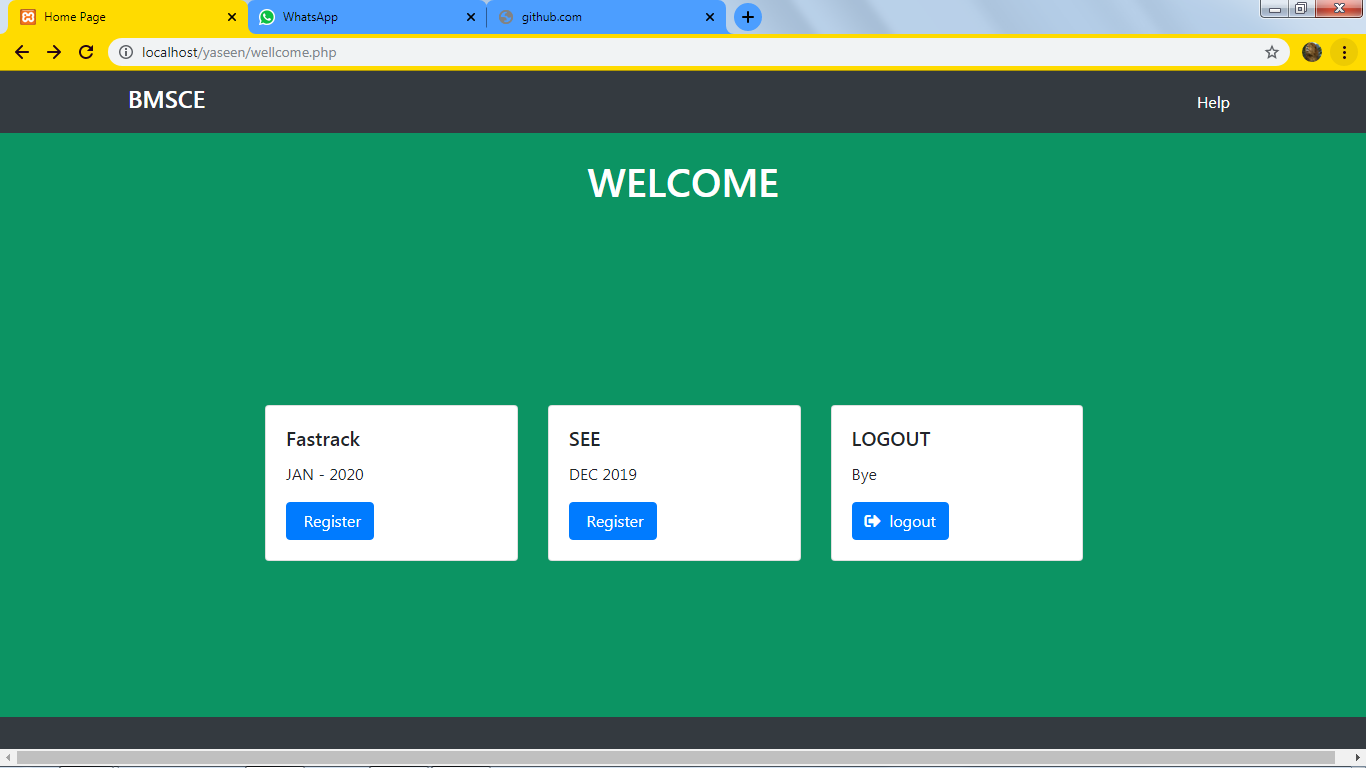 Home Page
WhatsApp
github.com
localhost/yaseen/wellcome.php
BMSCE
Help
WELCOME
Fastrack
JAN - 2020
Register
SEE
DEC 2019
Register
LOGOUT
Bye
logout